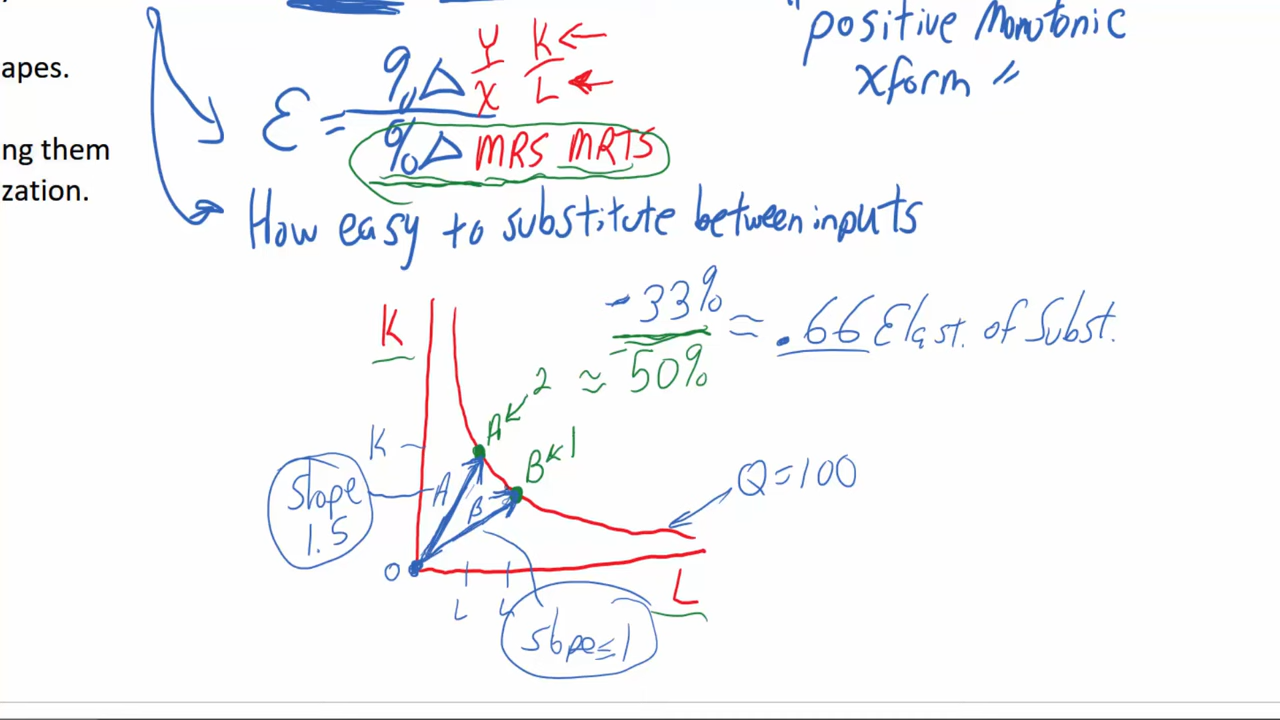 "positive Monotonic
xform"
apes.
ng them
zation.
ε = %Δ Y/X K/L
%Δ MRS MRTS
How easy to substitute between inputs
-33%
-50%
≈ .66 Elast. of Subst.
K
2 ≈
A
B
1
K
Slope
1.5
A
B
Q=100
O
L
L
L
slope=1